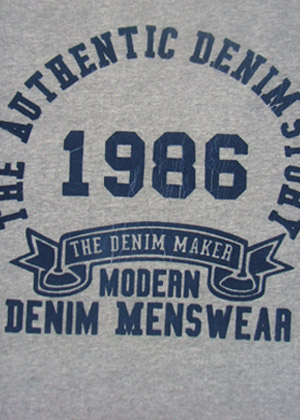 THE AUTHENTIC DENIM STORY
1986
THE DENIM MAKER
MODERN
DENIM MENSWEAR